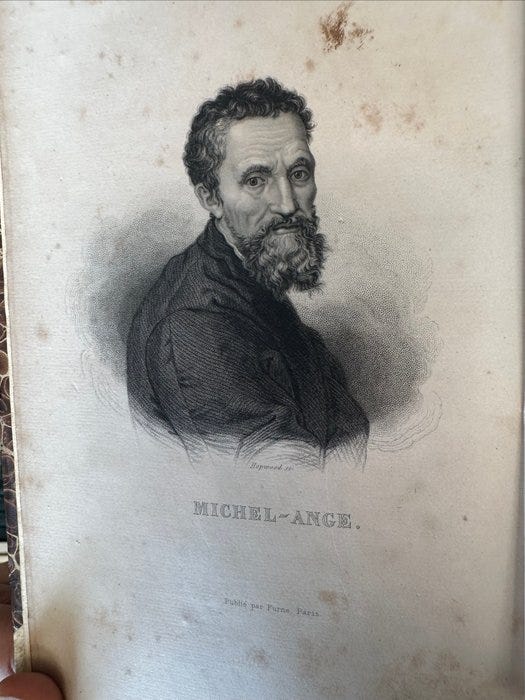 Hopwood sc.
MICHEL-ANGE.
Publié par Furne, Paris.